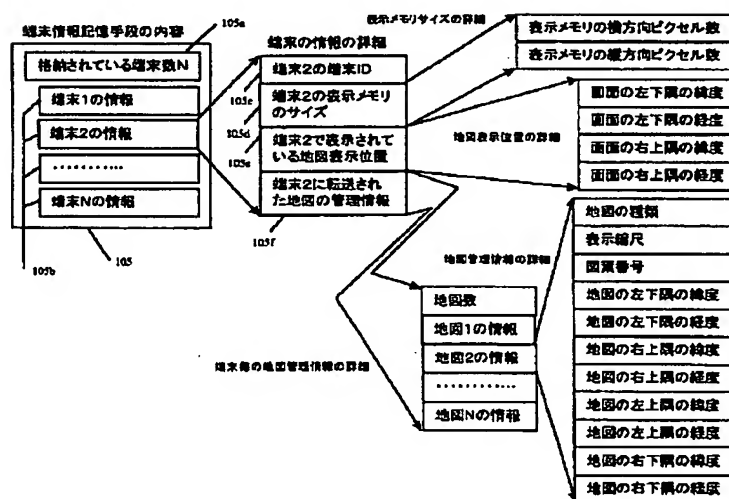 端末情報記憶手段の内容
105a
格納されている端末数N
端末1の情報
端末2の情報
…………
端末Nの情報
105b
105
端末の情報の詳細
端末2の端末ID
105c
端末2の表示メモリ
のサイズ
105d
端末2で表示されて
いる地図表示位置
105e
端末2に転送され
た地図の管理情報
105f
表示メモリサイズの詳細
表示メモリの横方向ピクセル数
表示メモリの縦方向ピクセル数
地図表示位置の詳細
画面の左下隅の緯度
画面の左下隅の経度
画面の右上隅の緯度
画面の右上隅の経度
端末毎の地図管理情報の詳細
地図数
地図1の情報
地図2の情報
…………
地図Nの情報
地図管理情報の詳細
地図の種類
表示縮尺
図葉番号
地図の左下隅の緯度
地図の左下隅の経度
地図の右上隅の緯度
地図の右上隅の経度
地図の左上隅の緯度
地図の左上隅の経度
地図の右下隅の緯度
地図の右下隅の経度